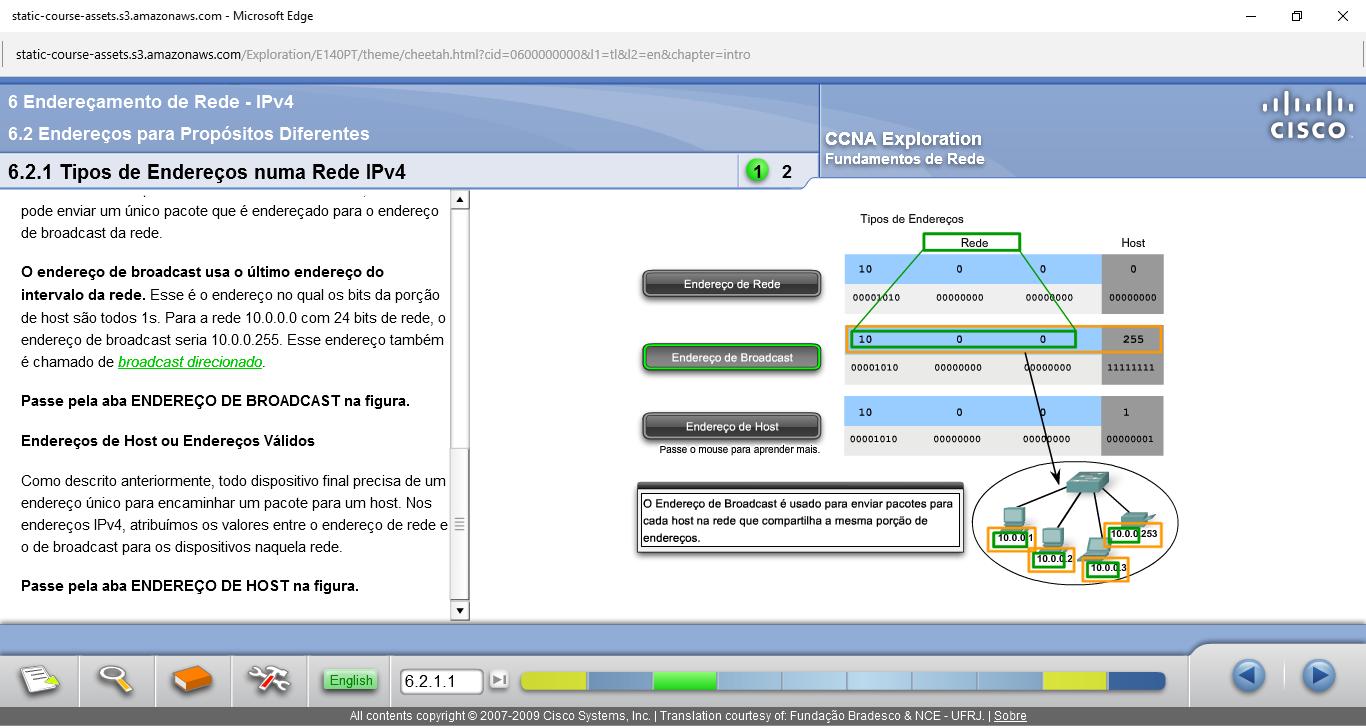 static-course-assets.s3.amazonaws.com - Microsoft Edge
static-course-assets.s3.amazonaws.com/Exploration/E140PT/theme/cheetah.html?cid=0600000000&l1=tl&l2=en&chapter=intro
6 Endereçamento de Rede - IPv4
6.2 Endereços para Propósitos Diferentes
6.2.1 Tipos de Endereços numa Rede IPv4
1 2
CCNA Exploration
Fundamentos de Rede
CISCO
pode enviar um único pacote que é endereçado para o endereço
de broadcast da rede.
O endereço de broadcast usa o último endereço do
intervalo da rede. Esse é o endereço no qual os bits da porção
de host são todos 1s. Para a rede 10.0.0.0 com 24 bits de rede, o
endereço de broadcast seria 10.0.0.255. Esse endereço também
é chamado de broadcast direcionado.
Passe pela aba ENDEREÇO DE BROADCAST na figura.
Endereços de Host ou Endereços Válidos
Como descrito anteriormente, todo dispositivo final precisa de um
endereço único para encaminhar um pacote para um host. Nos
endereços IPv4, atribuímos os valores entre o endereço de rede e
o de broadcast para os dispositivos naquela rede.
Passe pela aba ENDEREÇO DE HOST na figura.
Tipos de Endereços
Rede Host
Endereço de Rede
10 0 0 0
00001010 00000000 00000000 00000000
Endereço de Broadcast
10 0 0 255
00001010 00000000 00000000 11111111
Endereço de Host
10 0 0 1
00001010 00000000 00000000 00000001
Passe o mouse para aprender mais.
O Endereço de Broadcast é usado para enviar pacotes para
cada host na rede que compartilha a mesma porção de
endereços.
10.0.0.1
10.0.0.2
10.0.0.3
10.0.0.253
English
6.2.1.1
All contents copyright © 2007-2009 Cisco Systems, Inc. | Translation courtesy of: Fundação Bradesco & NCE - UFRJ. | Sobre